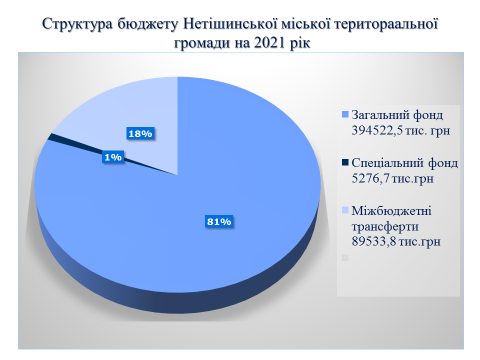 Структура бюджету Нетішинської міської територаальної
громади на 2021 рік
18%
1%
81%
Загальний фонд
394522,5 тис. грн
Спеціальний фонд
5276,7 тис.грн
Міжбюджетні
трансферти
89533,8 тис.грн